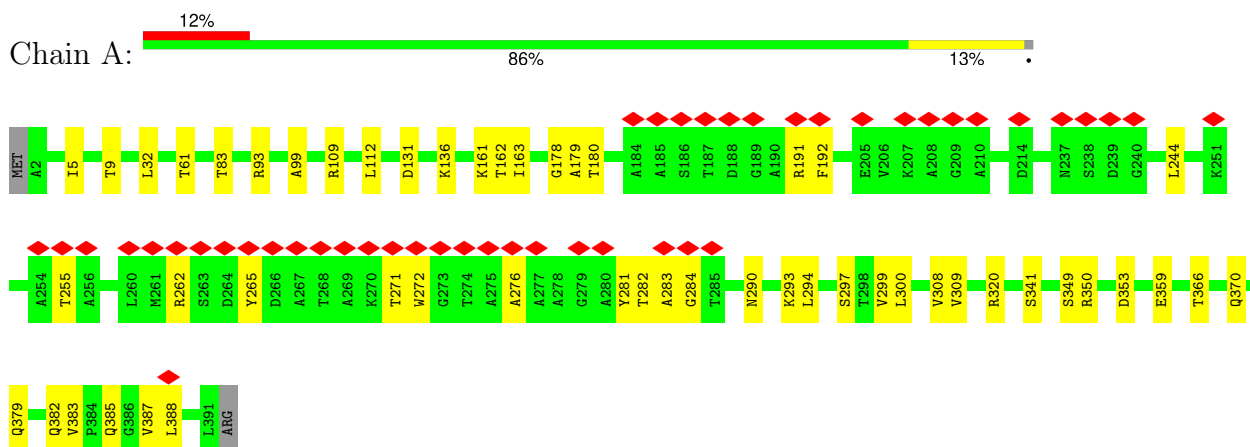 12%
Chain A:
86% 13% •
MET A2 I5 T9 L32 T61 T83 R93 A99 R109 L112 D131 K136 K161 T162 I163 G178 A179 T180 A184 A185 S186 T187 D188 G189 A190 R191 F192 E205 V206 K207 A208 G209 A210 D214 N237 S238 D239 G240 L244 K251
A254 T255 A256 L260 M261 R262 S263 D264 Y265 D266 A267 T268 A269 K270 T271 W272 G273 T274 A275 A276 A277 A278 G279 A280 Y281 T282 A283 G284 T285 N290 K293 L294 S297 T298 V299 L300 V308 V309 R320 S341 S349 R350 D353 E359 T366 Q370
Q379 Q382 V383 P384 Q385 G386 V387 L388 L391 ARG